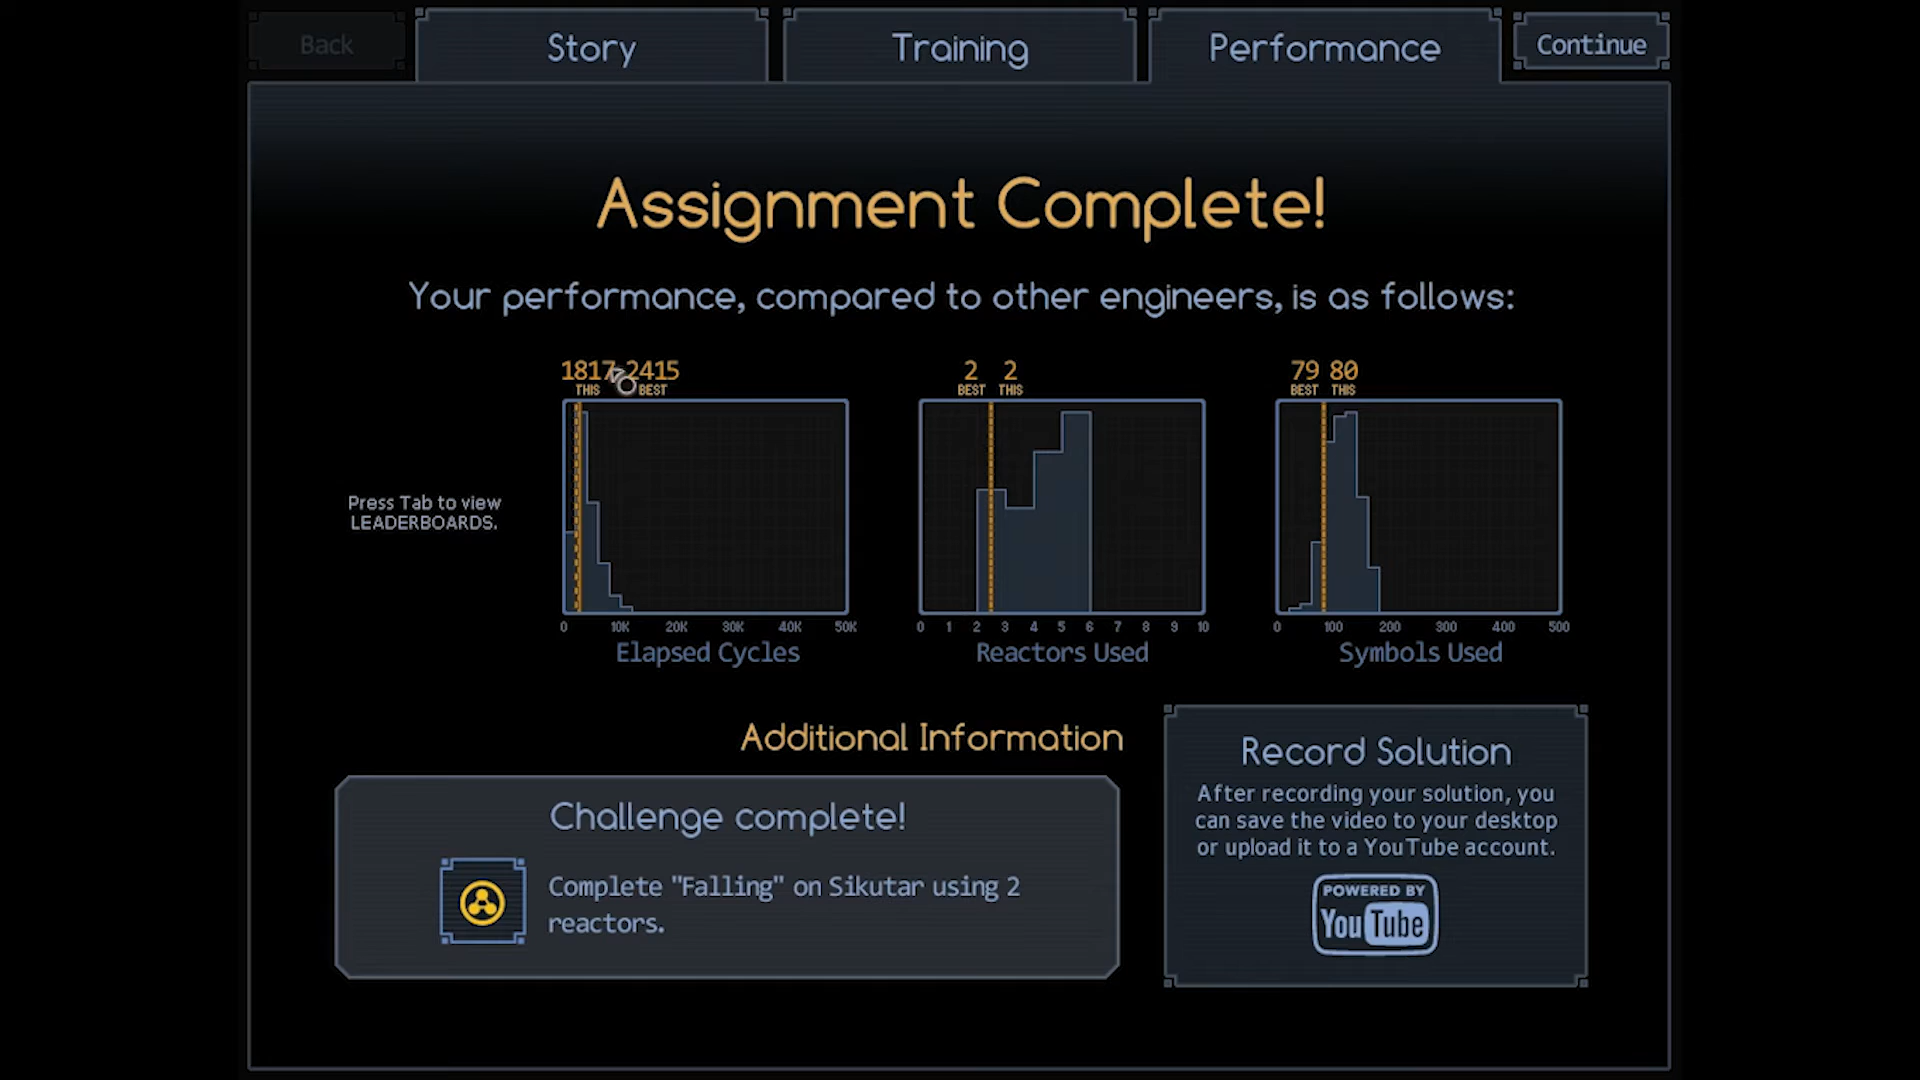 Back
Story
Training
Performance
Continue
Assignment Complete!
Your performance, compared to other engineers, is as follows:
1817 2415
THIS BEST
2 2
BEST THIS
79 80
BEST THIS
Press Tab to view
LEADERBOARDS.
0 10K 20K 30K 40K 50K
Elapsed Cycles
0 1 2 3 4 5 6 7 8 9 10
Reactors Used
0 100 200 300 400 500
Symbols Used
Additional Information
Challenge complete!
Complete "Falling" on Sikutar using 2
reactors.
Record Solution
After recording your solution, you
can save the video to your desktop
or upload it to a YouTube account.
POWERED BY
YouTube